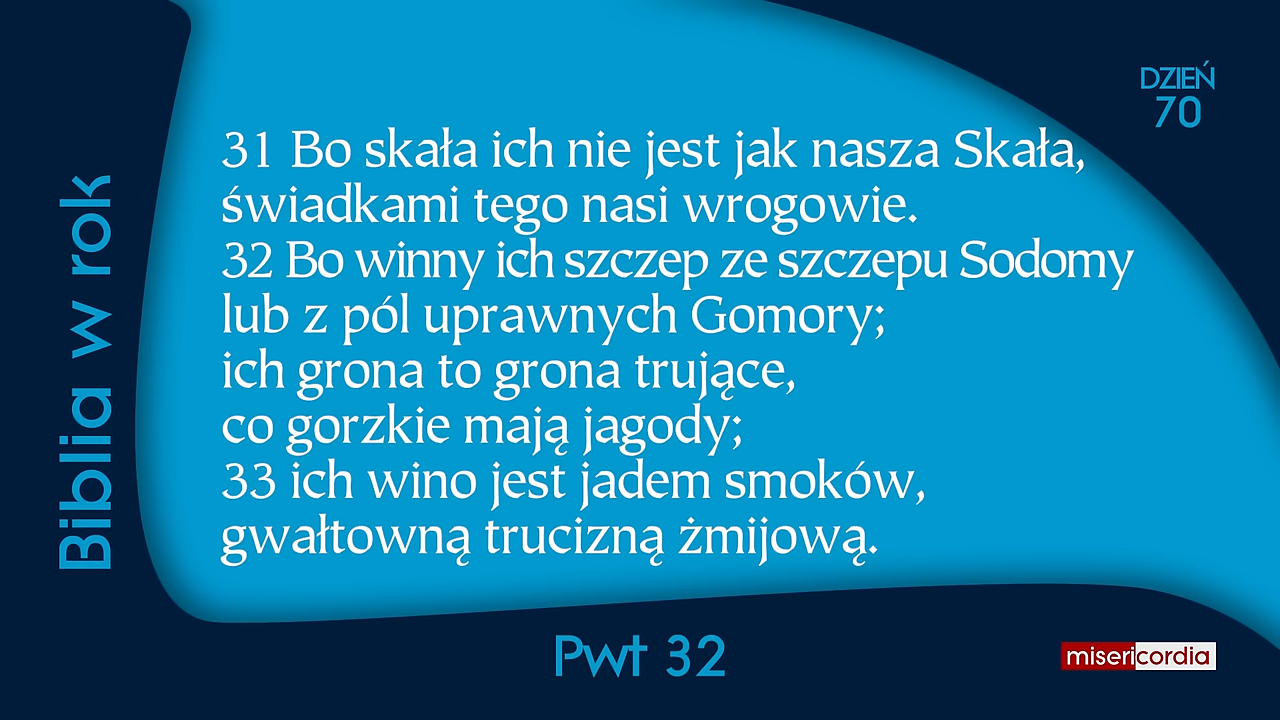 DZIEŃ
70
31 Bo skała ich nie jest jak nasza Skała,
świadkami tego nasi wrogowie.
32 Bo winny ich szczep ze szczepu Sodomy
lub z pól uprawnych Gomory;
ich grona to grona trujące,
co gorzkie mają jagody;
33 ich wino jest jadem smoków,
gwałtowną trucizną żmijową.
Biblia w rok
Pwt 32
misericordia